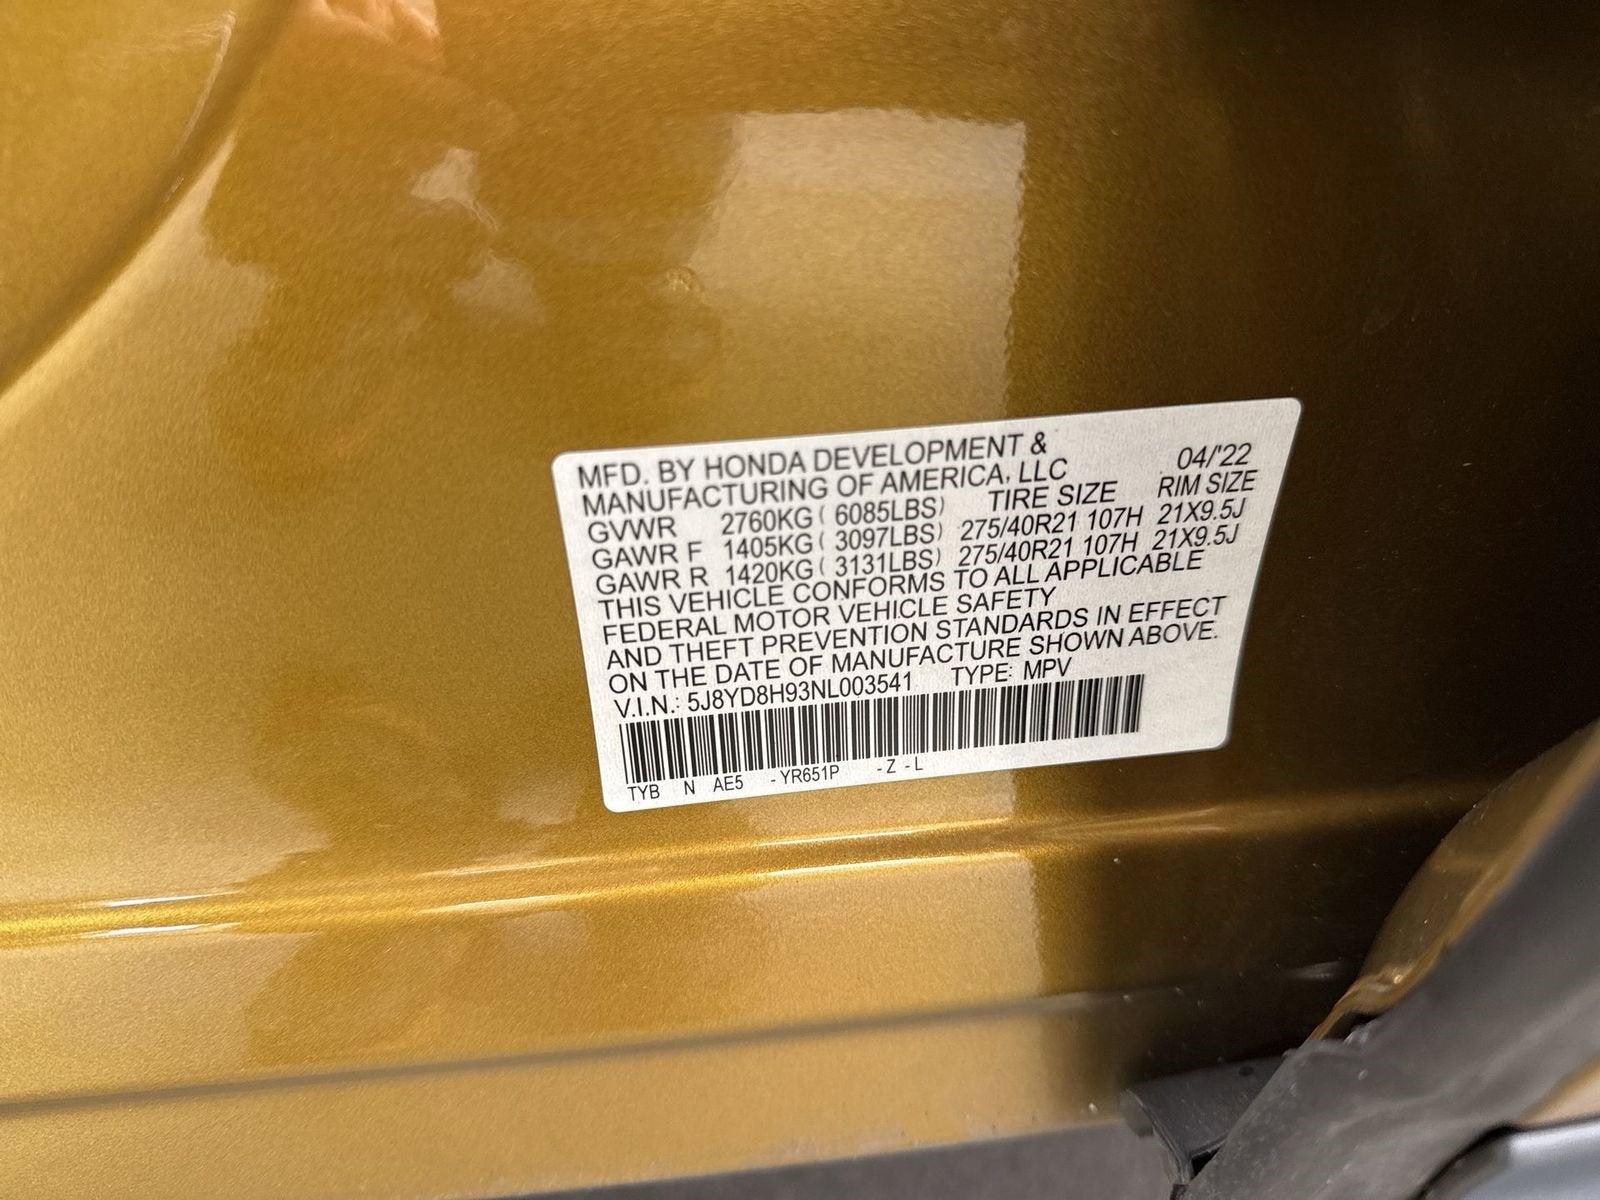 MFD. BY HONDA DEVELOPMENT & 04/'22
MANUFACTURING OF AMERICA, LLC
TIRE SIZE RIM SIZE
GVWR 2760KG ( 6085LBS)
GAWR F 1405KG ( 3097LBS) 275/40R21 107H 21X9.5J
GAWR R 1420KG ( 3131LBS) 275/40R21 107H 21X9.5J
THIS VEHICLE CONFORMS TO ALL APPLICABLE
FEDERAL MOTOR VEHICLE SAFETY
AND THEFT PREVENTION STANDARDS IN EFFECT
ON THE DATE OF MANUFACTURE SHOWN ABOVE.
V.I.N.: 5J8YD8H93NL003541 TYPE: MPV
TYB N AE5 -YR651P -Z -L